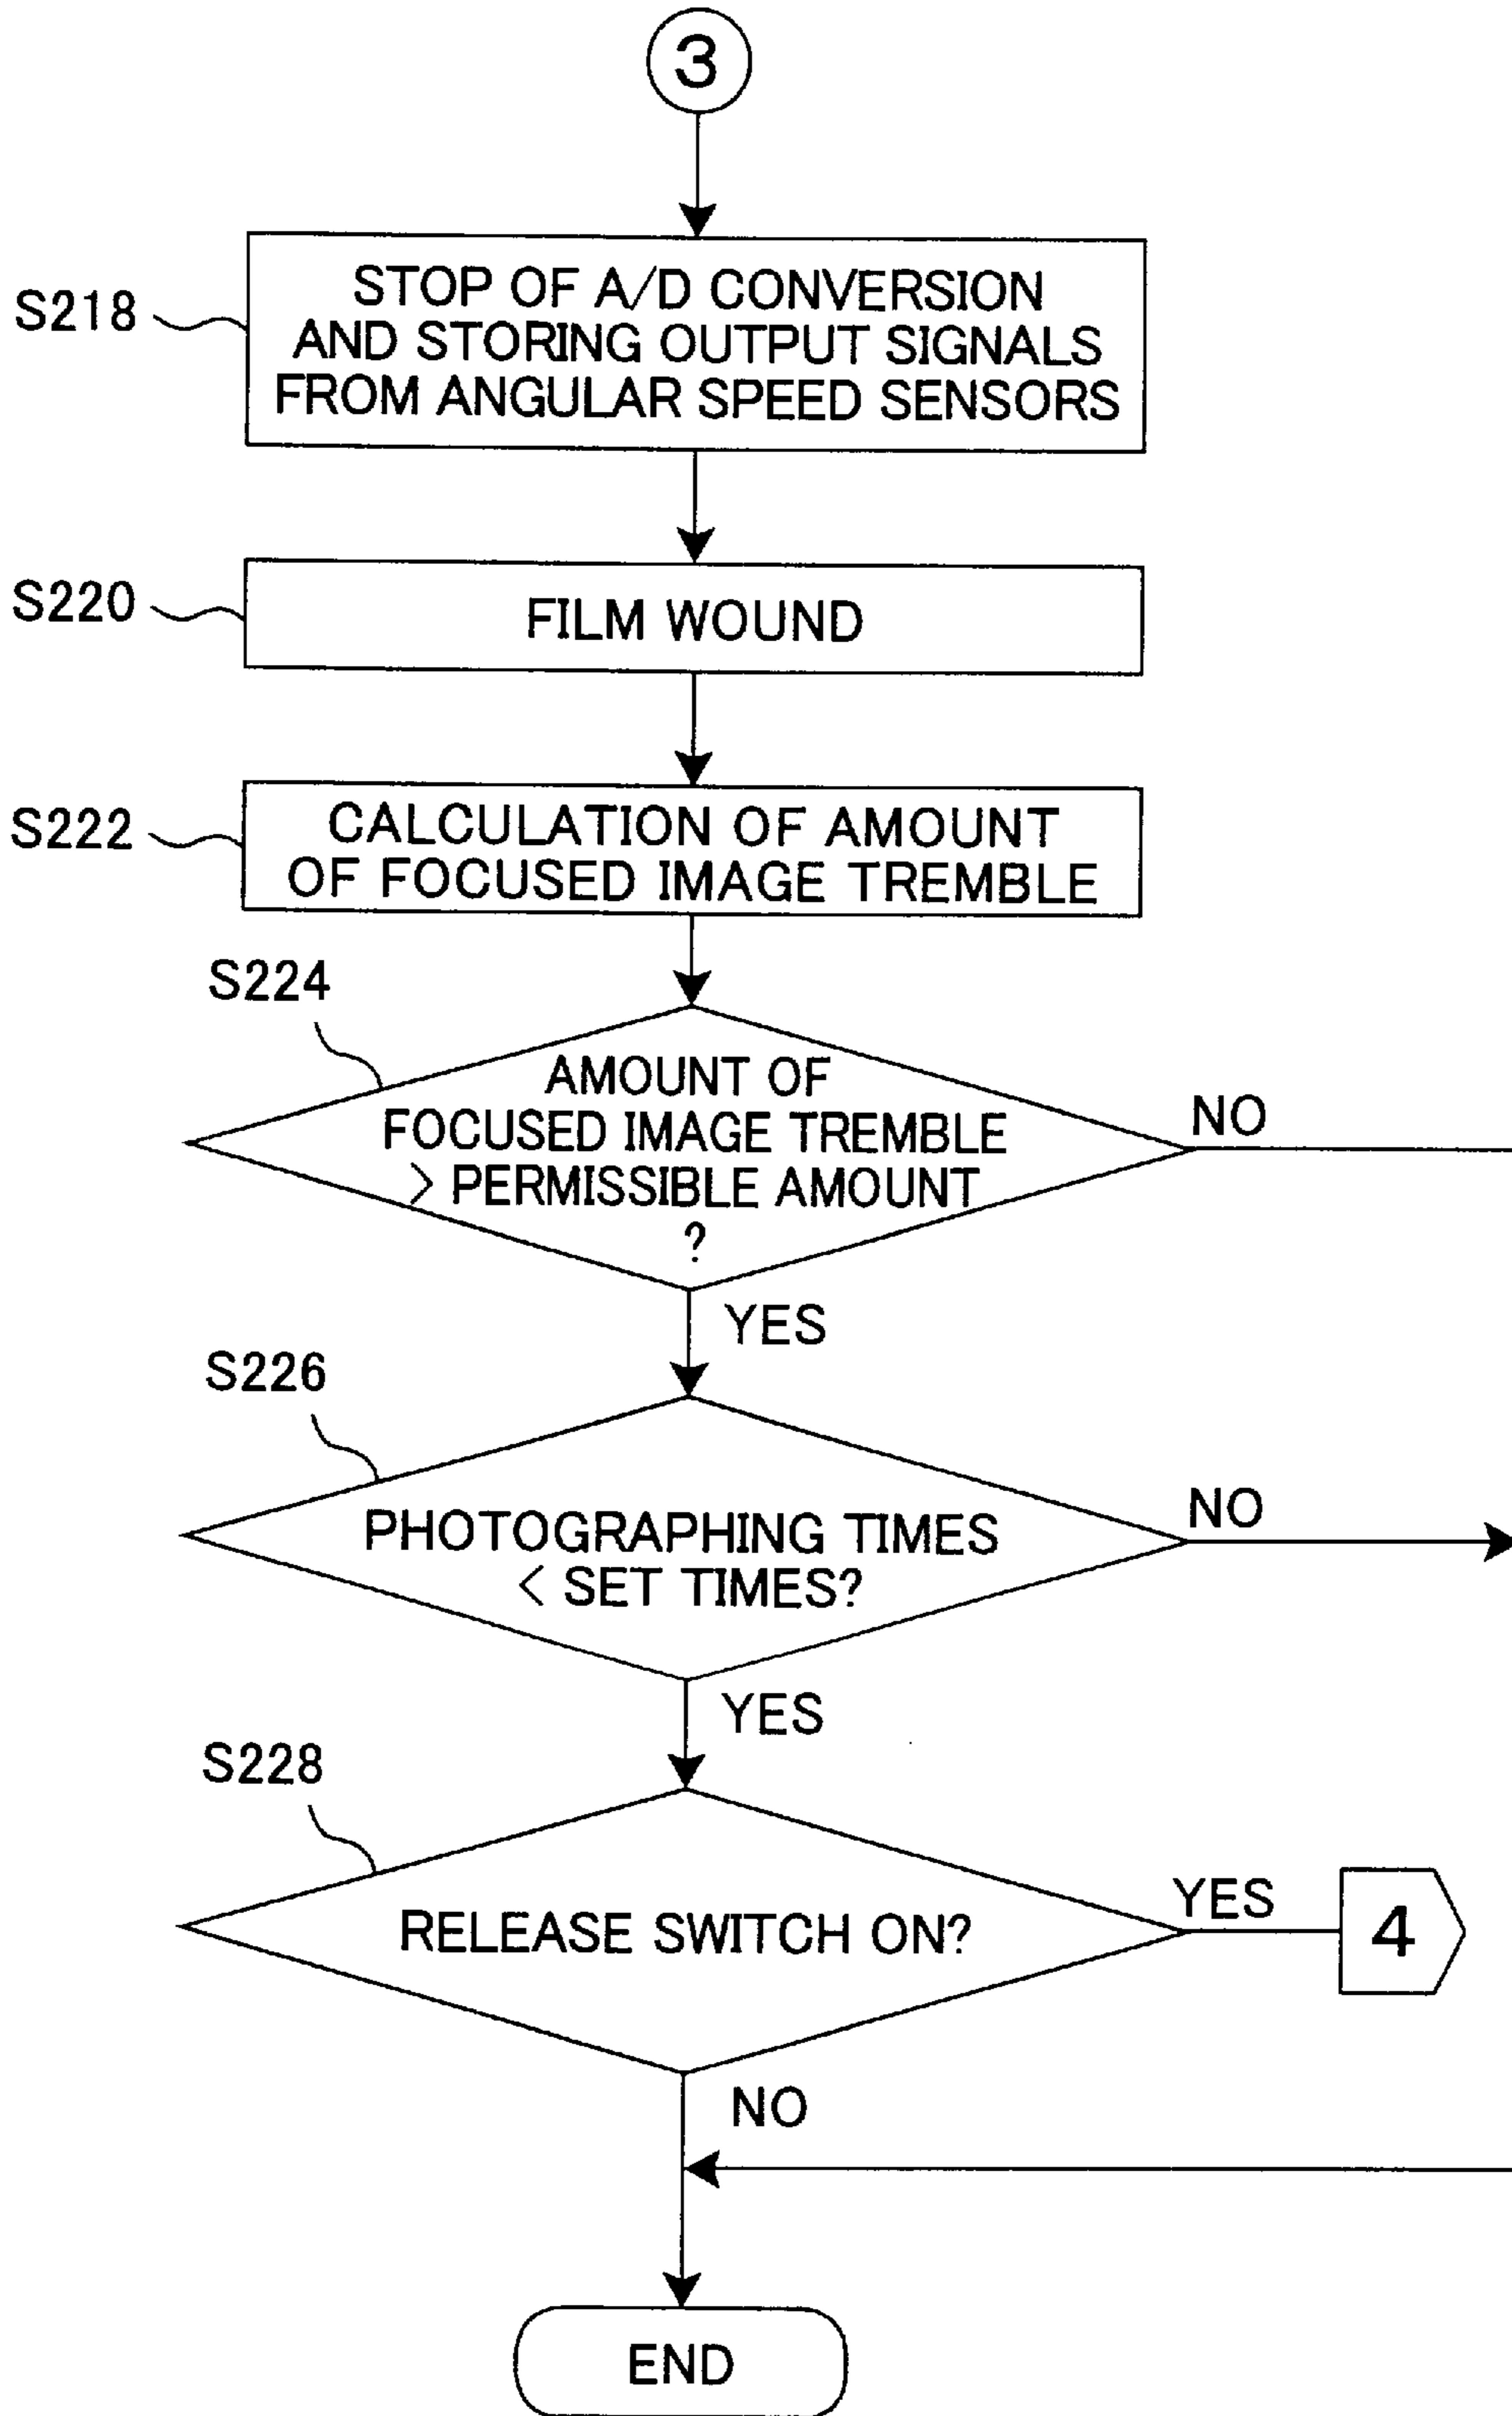 3
S218
STOP OF A/D CONVERSION
AND STORING OUTPUT SIGNALS
FROM ANGULAR SPEED SENSORS
S220
FILM WOUND
S222
CALCULATION OF AMOUNT
OF FOCUSED IMAGE TREMBLE
S224
AMOUNT OF
FOCUSED IMAGE TREMBLE
> PERMISSIBLE AMOUNT
?
NO
YES
S226
PHOTOGRAPHING TIMES
< SET TIMES?
NO
YES
S228
RELEASE SWITCH ON?
YES
4
NO
END